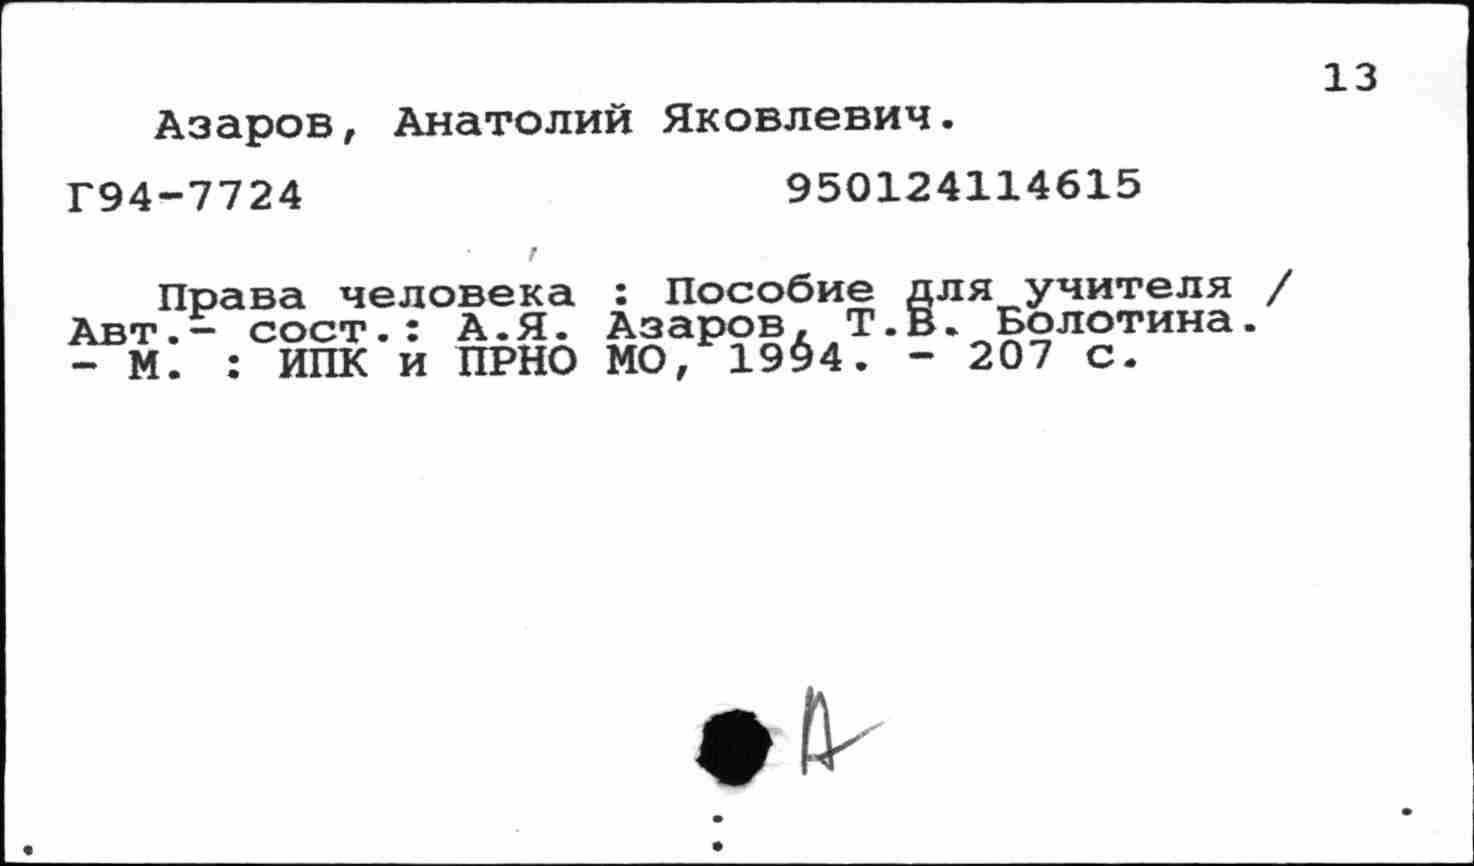 13
Азаров, Анатолий Яковлевич.
Г94-7724 950124114615
Права человека : Пособие для учителя /
Авт.- сост.: А.Я. Азаров, Т.В. Болотина.
- М. : ИПК и ПРНО МО, 1994. - 207 с.
А